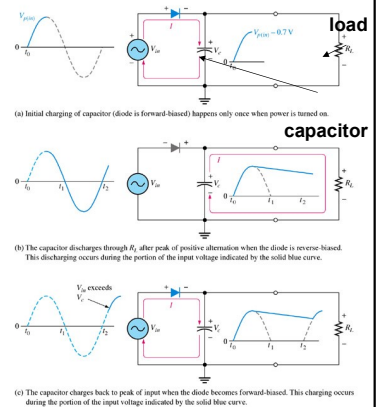 V_p(in)
0
t_0
+ -
I
+
V_in
-
+
V_c
-
V_p(in) – 0.7 V
0
t_0
load
+
R_L
-
(a) Initial charging of capacitor (diode is forward-biased) happens only once when power is turned on.
capacitor
0
t_0
t_1
t_2
- +
V_in
+
V_c
-
I
0
t_0
t_1
t_2
+
R_L
-
(b) The capacitor discharges through R_L after peak of positive alternation when the diode is reverse-biased.
This discharging occurs during the portion of the input voltage indicated by the solid blue curve.
V_in exceeds
V_c
0
t_0
t_1
t_2
+ -
I
+
V_in
-
+
V_c
-
0
t_0
t_1
t_2
+
R_L
-
(c) The capacitor charges back to peak of input when the diode becomes forward-biased. This charging occurs
during the portion of the input voltage indicated by the solid blue curve.